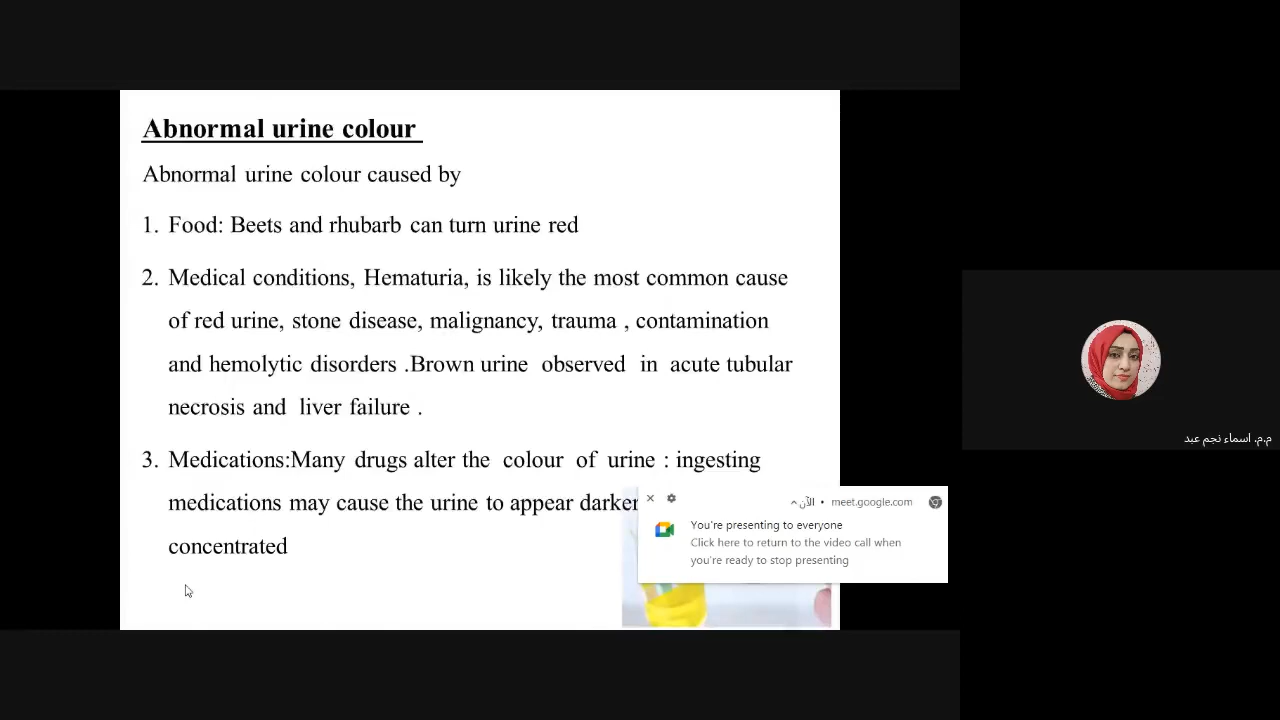 Abnormal urine colour
Abnormal urine colour caused by
1. Food: Beets and rhubarb can turn urine red
2. Medical conditions, Hematuria, is likely the most common cause
of red urine, stone disease, malignancy, trauma , contamination
and hemolytic disorders .Brown urine observed in acute tubular
necrosis and liver failure .
3. Medications:Many drugs alter the colour of urine : ingesting
medications may cause the urine to appear darker
concentrated
الآن • meet.google.com
You're presenting to everyone
Click here to return to the video call when
you're ready to stop presenting
م.م. اسماء نجم عبد